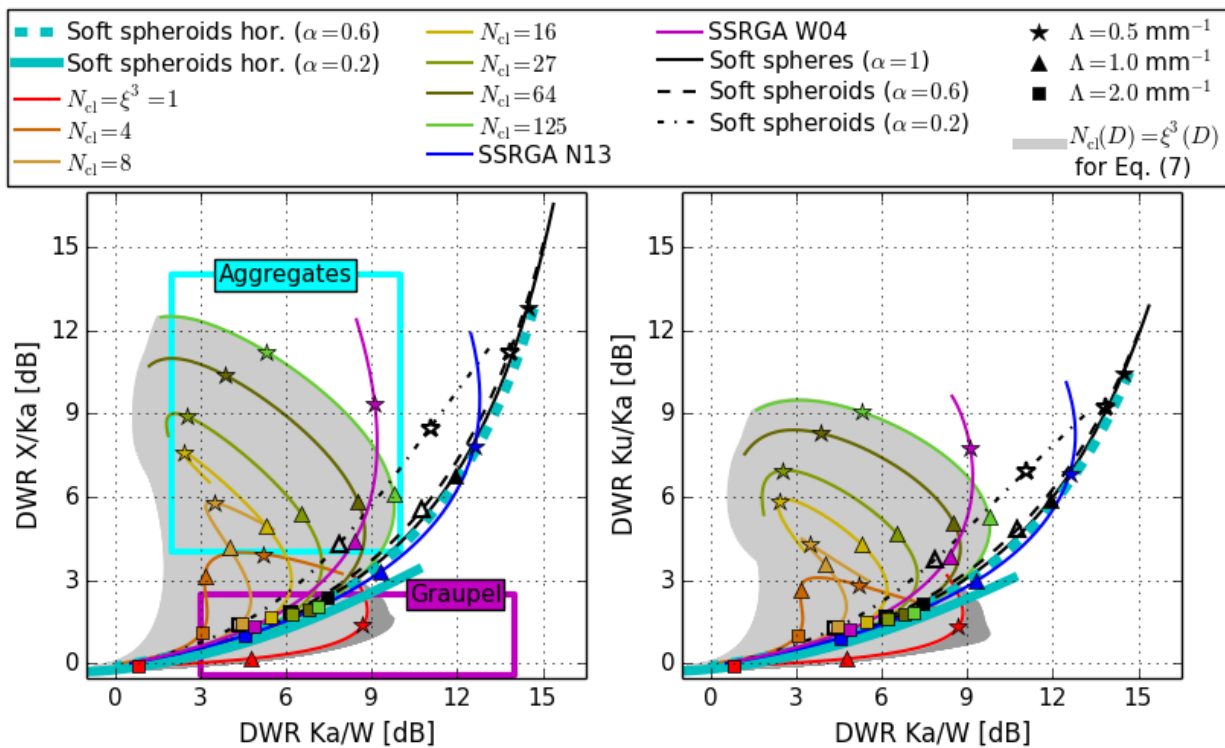 Soft spheroids hor. (α=0.6)
Soft spheroids hor. (α=0.2)
N_cl=ξ³=1
N_cl=4
N_cl=8
N_cl=16
N_cl=27
N_cl=64
N_cl=125
SSRGA N13
SSRGA W04
Soft spheres (α=1)
Soft spheroids (α=0.6)
Soft spheroids (α=0.2)
Λ=0.5 mm⁻¹
Λ=1.0 mm⁻¹
Λ=2.0 mm⁻¹
N_cl(D)=ξ³(D)
for Eq. (7)
DWR X/Ka [dB]
15
12
9
6
3
0
Aggregates
Graupel
0 3 6 9 12 15
DWR Ka/W [dB]
DWR Ku/Ka [dB]
15
12
9
6
3
0
0 3 6 9 12 15
DWR Ka/W [dB]